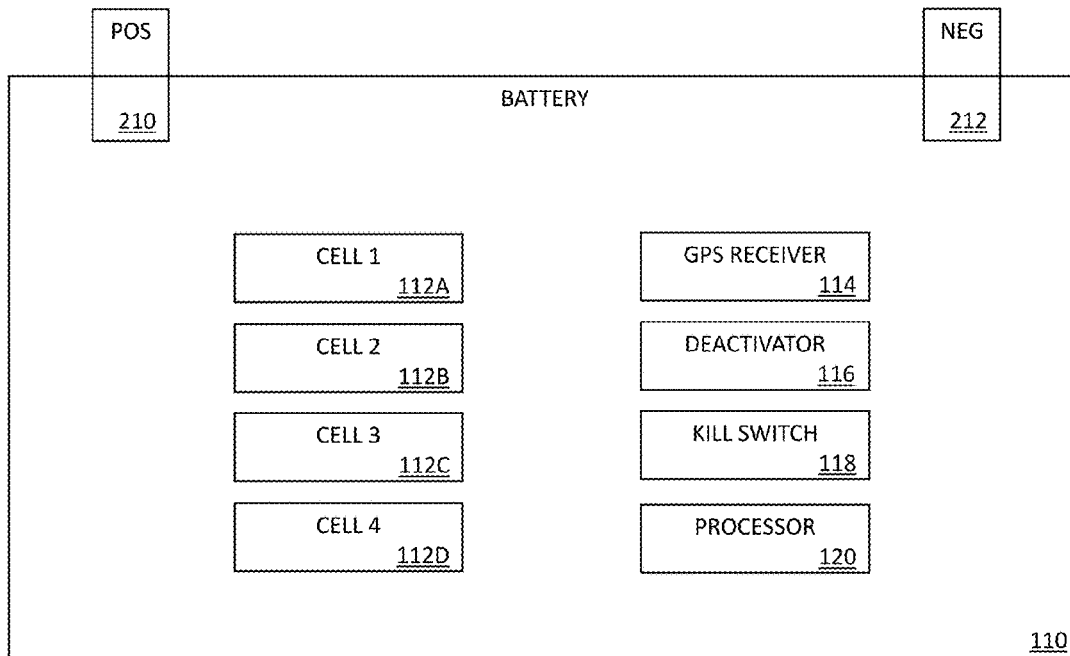 POS
210
NEG
212
BATTERY
CELL 1
112A
CELL 2
112B
CELL 3
112C
CELL 4
112D
GPS RECEIVER
114
DEACTIVATOR
116
KILL SWITCH
118
PROCESSOR
120
110